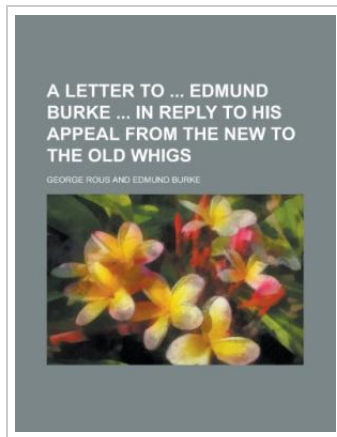 A LETTER TO ... EDMUND
BURKE ... IN REPLY TO HIS
APPEAL FROM THE NEW TO
THE OLD WHIGS
GEORGE ROUS AND EDMUND BURKE